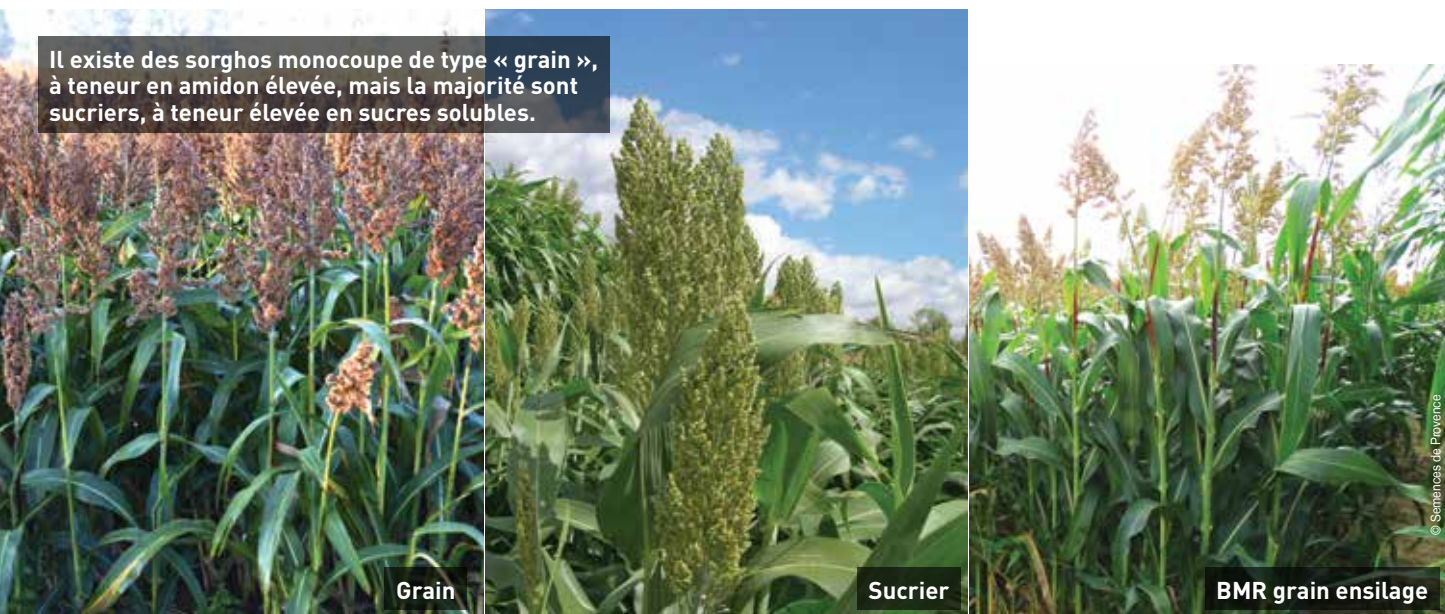 Il existe des sorghos monocoupe de type « grain »,
à teneur en amidon élevée, mais la majorité sont
sucriers, à teneur élevée en sucres solubles.
Grain
Sucrier
BMR grain ensilage
© Semences de Provence